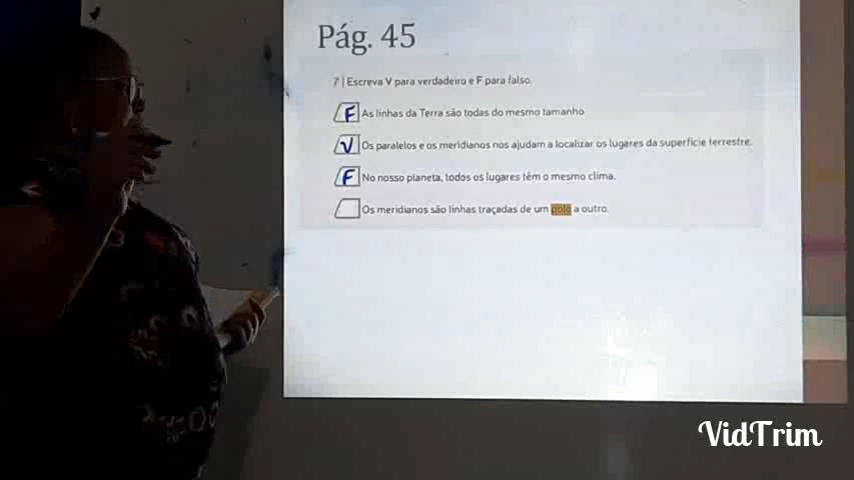 Pág. 45
7 | Escreva V para verdadeiro e F para falso.
F As linhas da Terra são todas do mesmo tamanho
V Os paralelos e os meridianos nos ajudam a localizar os lugares da superfície terrestre.
F No nosso planeta, todos os lugares têm o mesmo clima.
Os meridianos são linhas traçadas de um polo a outro.
VidTrim